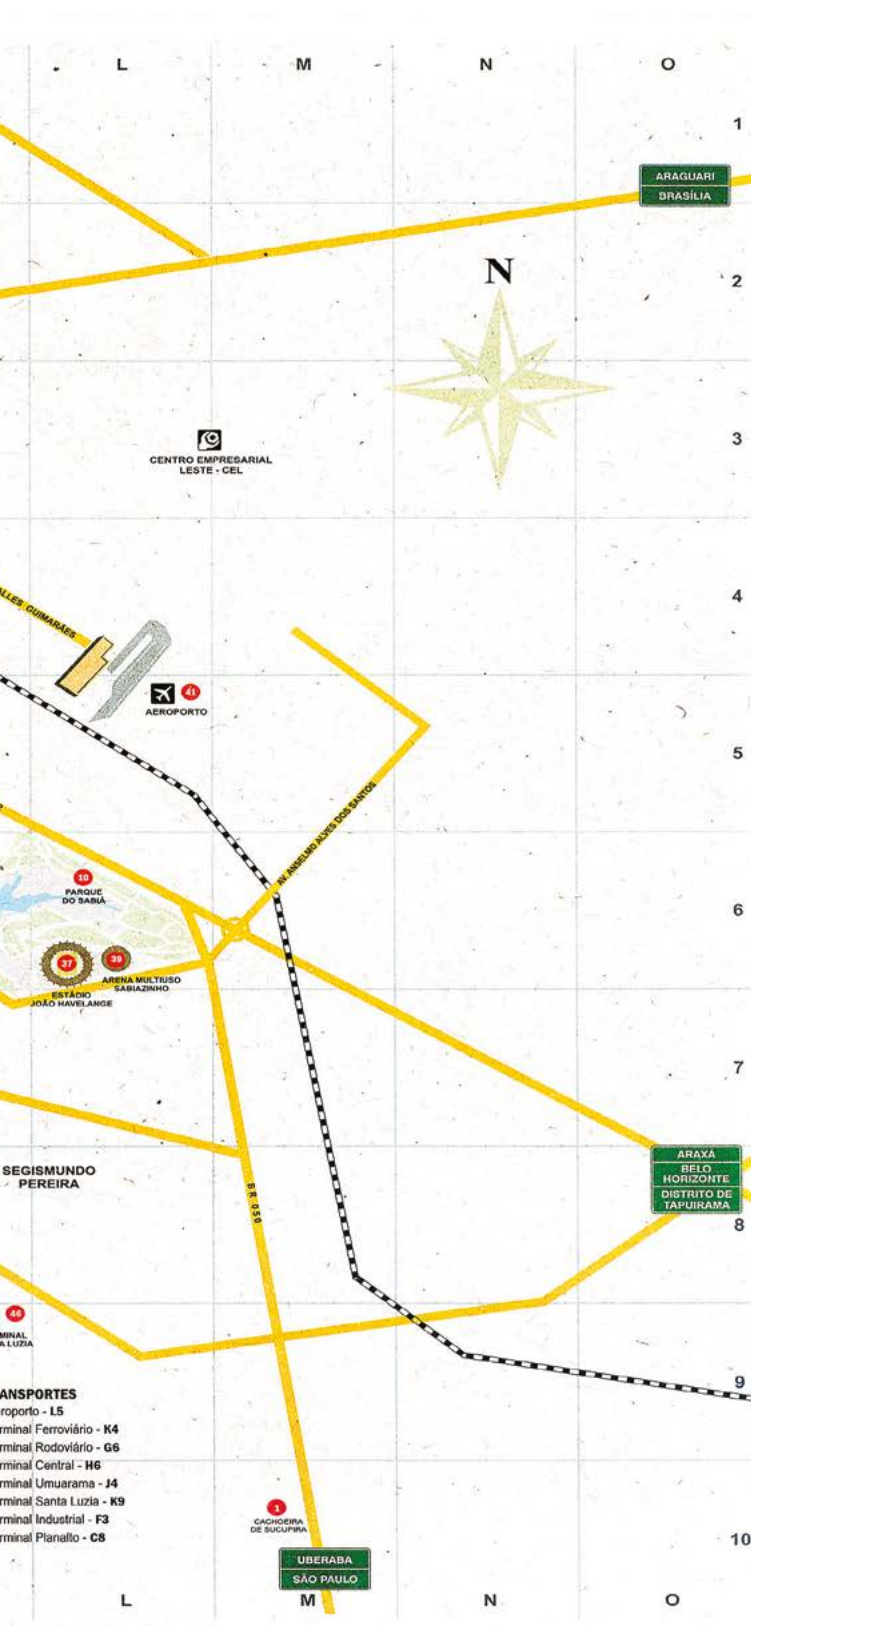 L M N O
1
ARAGUARI
BRASÍLIA
N
2
3
CENTRO EMPRESARIAL
LESTE - CEL
4
ALLES GUIMARÃES
41
AEROPORTO
5
AV. ANSELMO ALVES DOS SANTOS
10
PARQUE
DO SABIÁ
6
37
39
ARENA MULTIUSO
SABIAZINHO
ESTÁDIO
JOÃO HAVELANGE
7
ARAXÁ
BELO
HORIZONTE
DISTRITO DE
TAPUIRAMA
SEGISMUNDO
PEREIRA
BR 050
8
46
MINAL
A LUZIA
9
ANSPORTES
roporto - L5
rminal Ferroviário - K4
rminal Rodoviário - G6
rminal Central - H6
rminal Umuarama - J4
rminal Santa Luzia - K9
rminal Industrial - F3
rminal Planalto - C8
1
CACHOEIRA
DE SUCUPIRA
10
UBERABA
SÃO PAULO
L M N O